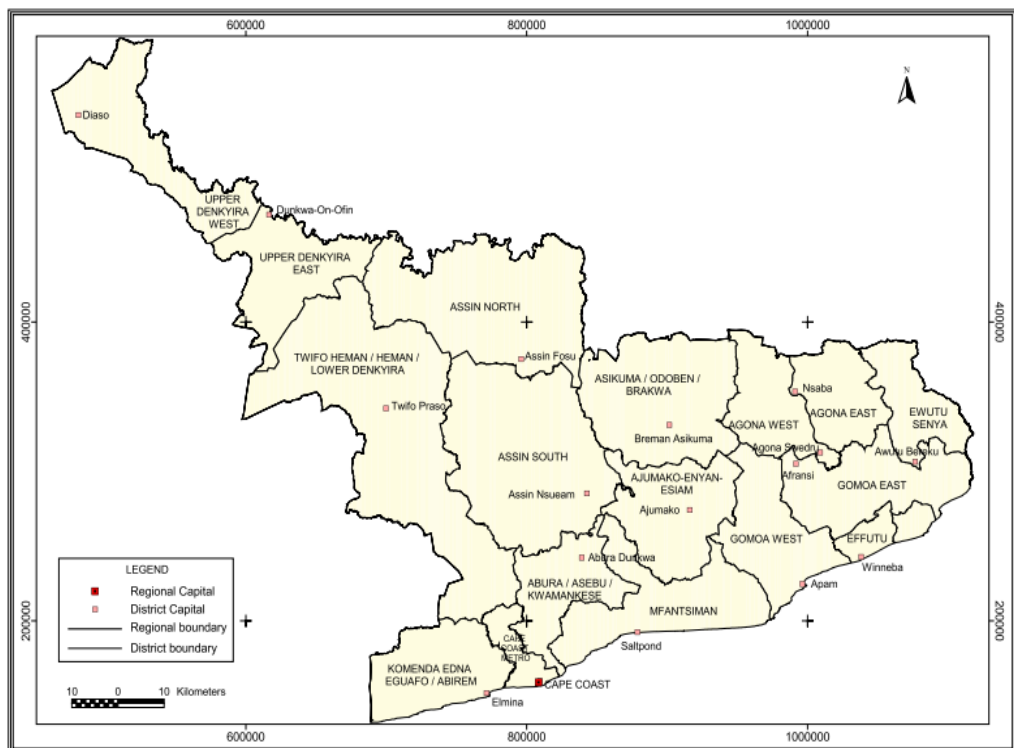 600000
800000
1000000
N
Diaso
UPPER
DENKYIRA
WEST
Dunkwa-On-Ofin
UPPER DENKYIRA
EAST
ASSIN NORTH
400000
400000
TWIFO HEMAN / HEMAN /
LOWER DENKYIRA
Assin Fosu
ASIKUMA / ODOBEN /
BRAKWA
Nsaba
Twifo Praso
AGONA EAST
EWUTU
SENYA
AGONA WEST
Breman Asikuma
Agona Swedru
Awutu Beraku
ASSIN SOUTH
Afransi
AJUMAKO-ENYAN-
ESIAM
GOMOA EAST
Assin Nsueam
Ajumako
GOMOA WEST
EFFUTU
Abura Dunkwa
Winneba
LEGEND
Regional Capital
District Capital
Regional boundary
District boundary
ABURA / ASEBU /
KWAMANKESE
Apam
MFANTSIMAN
200000
200000
Saltpond
CAPE
COAST
METRO
KOMENDA EDNA
EGUAFO / ABIREM
CAPE COAST
Elmina
10 0 10 Kilometers
600000
800000
1000000